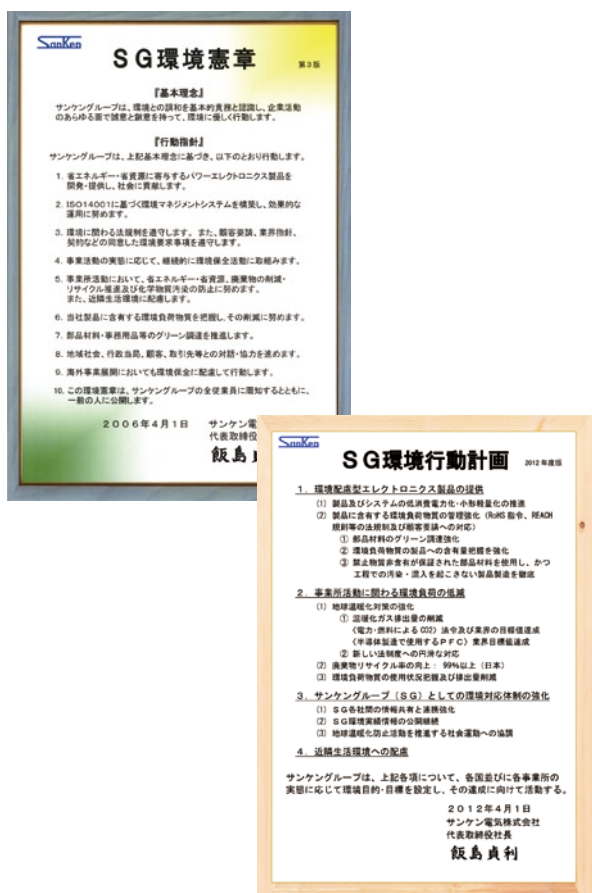 SanKen
SG環境憲章
第3版
『基本理念』
サンケングループは、環境との調和を基本的責務と認識し、企業活動
のあらゆる面で誠意と創意を持って、環境に優しく行動します。
『行動指針』
サンケングループは、上記基本理念に基づき、以下のとおり行動します。
1. 省エネルギー・省資源に寄与するパワーエレクトロニクス製品を
開発・提供し、社会に貢献します。
2. ISO14001に基づく環境マネジメントシステムを構築し、効果的な
運用に努めます。
3. 環境に関わる法規制を遵守します。また、顧客要請、業界指針、
契約などの同意した環境要求事項を遵守します。
4. 事業活動の実態に応じて、継続的に環境保全活動に取組みます。
5. 事業所活動において、省エネルギー・省資源、廃棄物の削減・
リサイクル推進及び化学物質汚染の防止に努めます。
また、近隣生活環境に配慮します。
6. 当社製品に含有する環境負荷物質を把握し、その削減に努めます。
7. 部品材料・事務用品等のグリーン調達を推進します。
8. 地域社会、行政当局、顧客、取引先等との対話・協力を進めます。
9. 海外事業展開においても環境保全に配慮して行動します。
10. この環境憲章は、サンケングループの全従業員に周知するとともに、
一般の人に公開します。
2006年4月1日 サンケン電
代表取締役
飯島
SanKen
SG環境行動計画
2012年度版
1. 環境配慮型エレクトロニクス製品の提供
(1) 製品及びシステムの低消費電力化・小形軽量化の推進
(2) 製品に含有する環境負荷物質の管理強化 (RoHS指令、REACH
規則等の法規制及び顧客要請への対応)
① 部品材料のグリーン調達強化
② 環境負荷物質の製品への含有量把握を強化
③ 禁止物質非含有が保証された部品材料を使用し、かつ
工程での汚染・混入を起こさない製品製造を徹底
2. 事業所活動に関わる環境負荷の低減
(1) 地球温暖化対策の強化
① 温暖化ガス排出量の削減
〈電力・燃料によるCO2〉法令及び業界の目標値達成
〈半導体製造で使用するPFC〉業界目標値達成
② 新しい法制度への円滑な対応
(2) 廃棄物リサイクル率の向上: 99%以上(日本)
(3) 環境負荷物質の使用状況把握及び排出量削減
3. サンケングループ(SG)としての環境対応体制の強化
(1) SG各社間の情報共有と連携強化
(2) SG環境実績情報の公開継続
(3) 地球温暖化防止活動を推進する社会運動への協調
4. 近隣生活環境への配慮
サンケングループは、上記各項について、各国並びに各事業所の
実態に応じて環境目的・目標を設定し、その達成に向けて活動する。
2012年4月1日
サンケン電気株式会社
代表取締役社長
飯島貞利